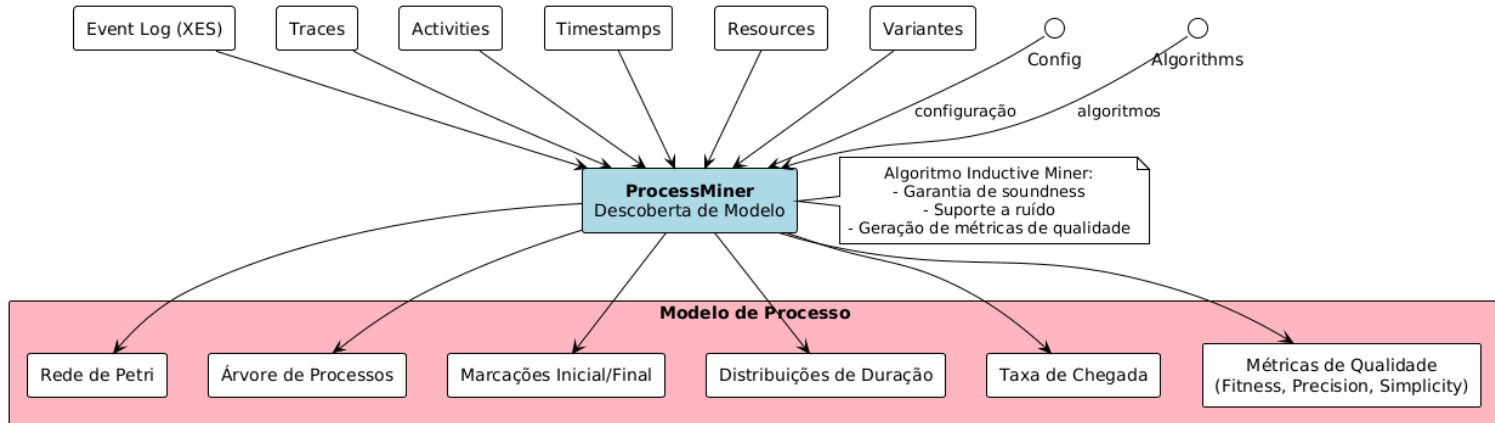 Event Log (XES)
Traces
Activities
Timestamps
Resources
Variantes
Config
Algorithms
configuração
algoritmos
ProcessMiner
Descoberta de Modelo
Algoritmo Inductive Miner:
- Garantia de soundness
- Suporte a ruído
- Geração de métricas de qualidade
Modelo de Processo
Rede de Petri
Árvore de Processos
Marcações Inicial/Final
Distribuições de Duração
Taxa de Chegada
Métricas de Qualidade
(Fitness, Precision, Simplicity)